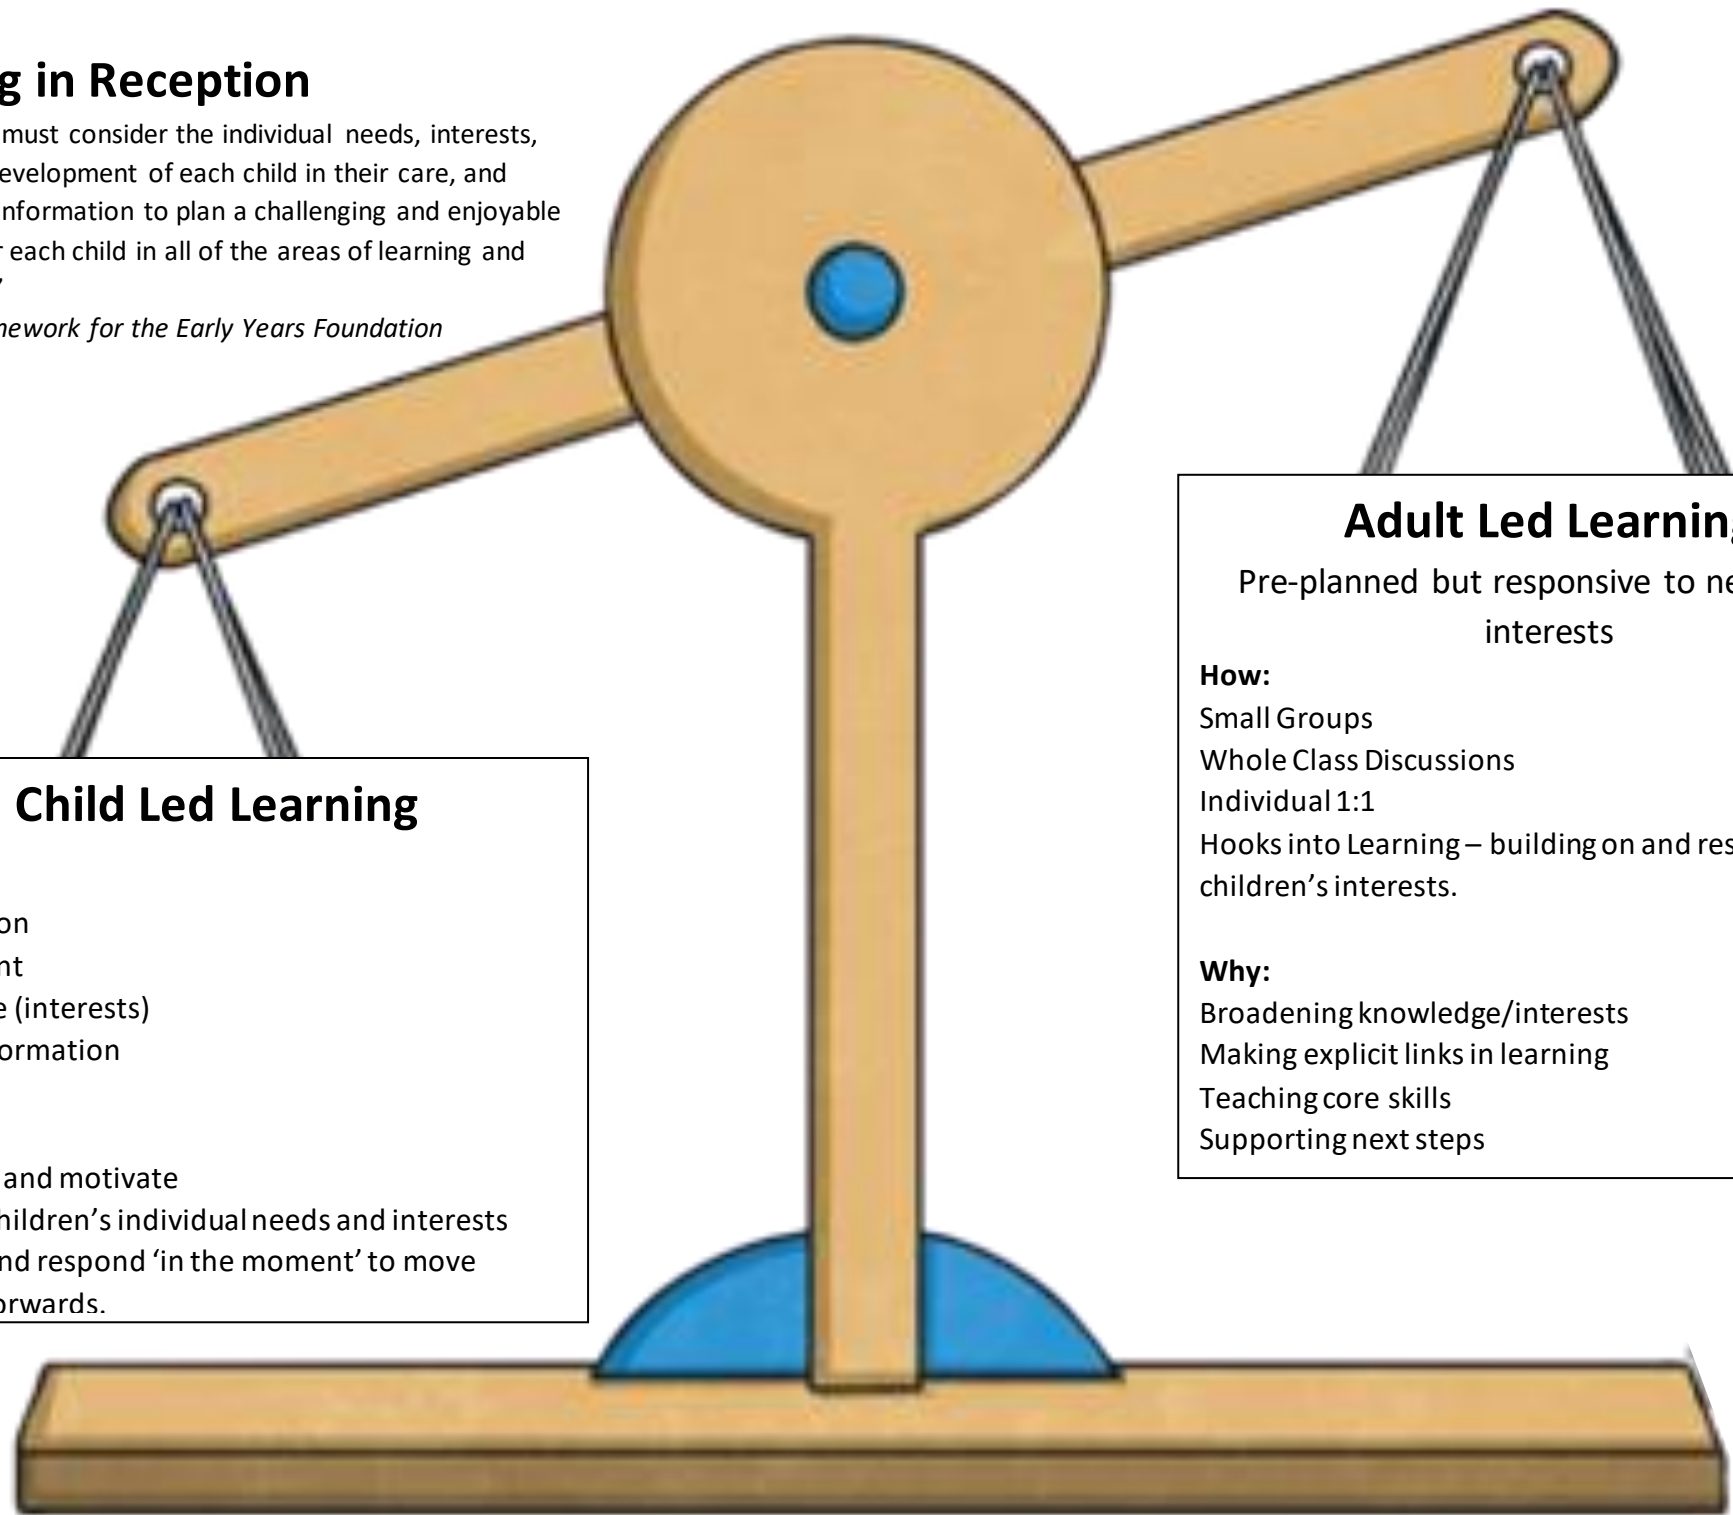 g in Reception
must consider the individual needs, interests,
evelopment of each child in their care, and
nformation to plan a challenging and enjoyable
r each child in all of the areas of learning and
’
nework for the Early Years Foundation
Child Led Learning
on
nt
e (interests)
ormation
and motivate
hildren’s individual needs and interests
nd respond ‘in the moment’ to move
orwards.
Adult Led Learning
Pre-planned but responsive to ne
interests
How:
Small Groups
Whole Class Discussions
Individual 1:1
Hooks into Learning – building on and res
children’s interests.
Why:
Broadening knowledge/interests
Making explicit links in learning
Teaching core skills
Supporting next steps